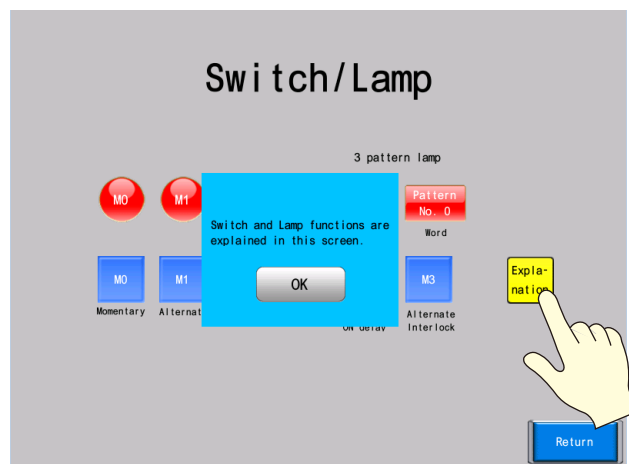 Switch/Lamp
3 pattern lamp
M0
M1
Pattern
No. 0
Word
Switch and Lamp functions are
explained in this screen.
OK
M0
M1
M3
Expla-
nation
Momentary
Alternate
Interlock
ON delay
Return